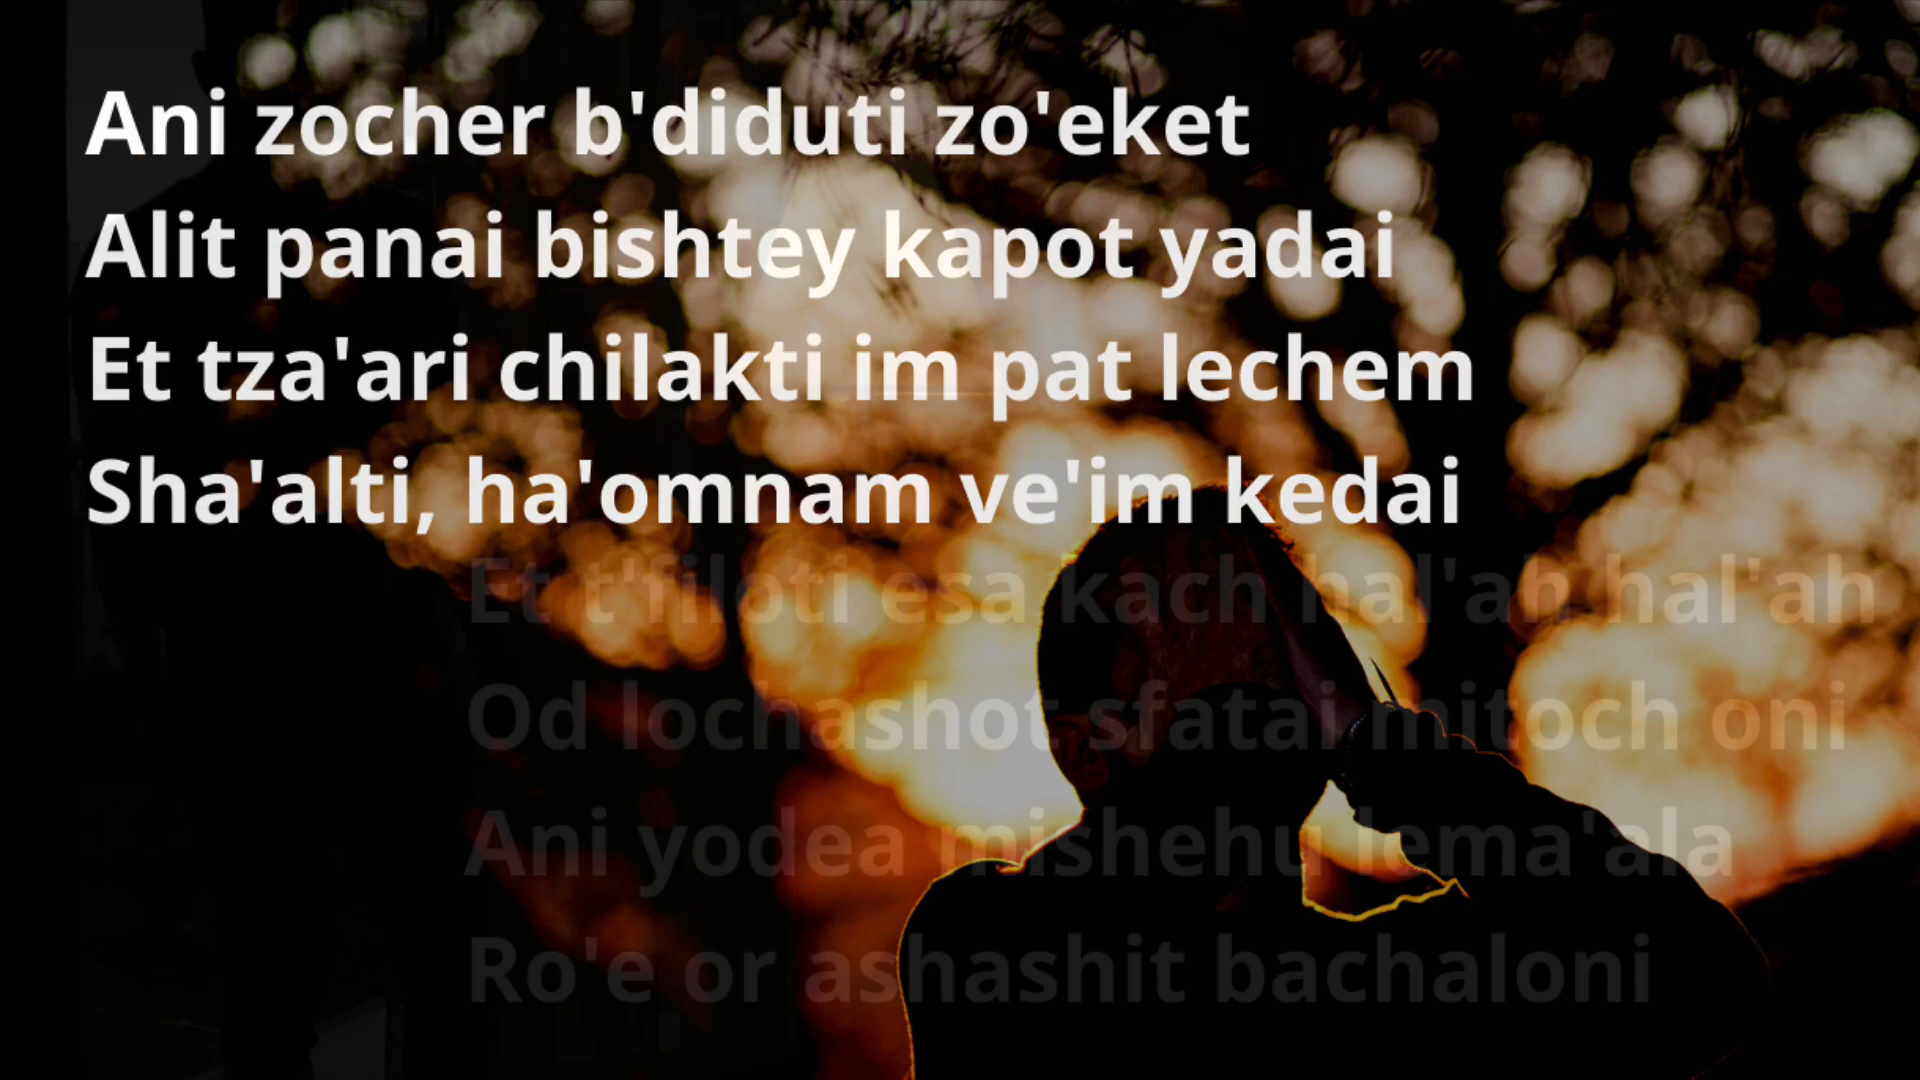 Ani zocher b'diduti zo'eket
Alit panai bishtey kapot yadai
Et tza'ari chilakti im pat lechem
Sha'alti, ha'omnam ve'im kedai
Et t'filoti esa kach hal'ah hal'ah
Od lochashot sfatai mitoch oni
Ani yodea mishehu lema'ala
Ro'e or ashashit bachaloni